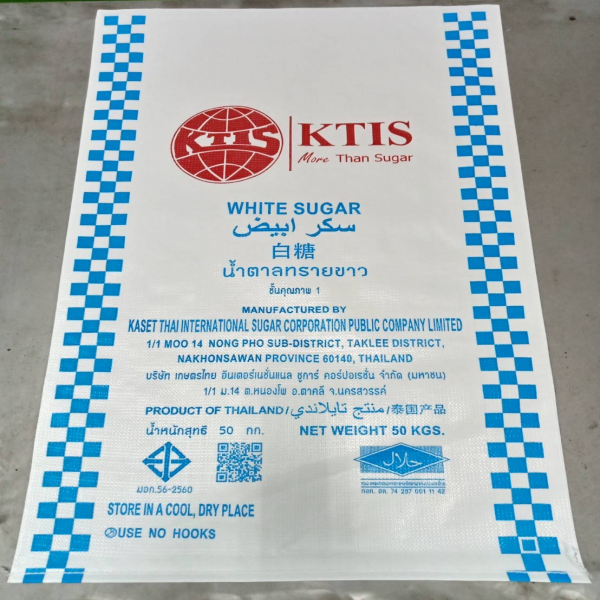 KTIS
KTIS
More Than Sugar
WHITE SUGAR
سكر ابيض
白糖
น้ำตาลทรายขาว
ชั้นคุณภาพ 1
MANUFACTURED BY
KASET THAI INTERNATIONAL SUGAR CORPORATION PUBLIC COMPANY LIMITED
1/1 MOO 14 NONG PHO SUB-DISTRICT, TAKLEE DISTRICT,
NAKHONSAWAN PROVINCE 60140, THAILAND
บริษัท เกษตรไทย อินเตอร์เนชั่นแนล ชูการ์ คอร์ปอเรชั่น จำกัด (มหาชน)
1/1 ม.14 ต.หนองโพ อ.ตาคลี จ.นครสวรรค์
PRODUCT OF THAILAND/منتج تايلاندي/泰国产品
น้ำหนักสุทธิ 50 กก. NET WEIGHT 50 KGS.
حلال
มอก.56-2560
กอท. ฮล. 74 287 001 11 42
STORE IN A COOL, DRY PLACE
USE NO HOOKS